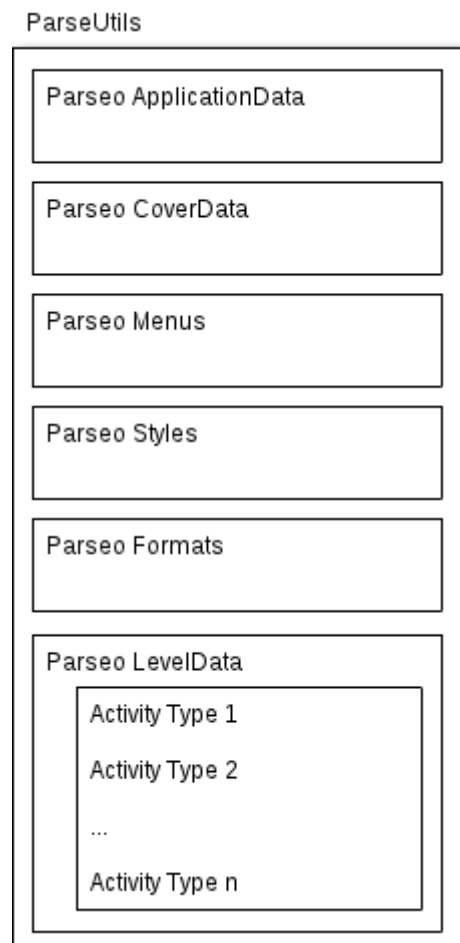 ParseUtils
Parseo ApplicationData
Parseo CoverData
Parseo Menus
Parseo Styles
Parseo Formats
Parseo LevelData
Activity Type 1
Activity Type 2
...
Activity Type n